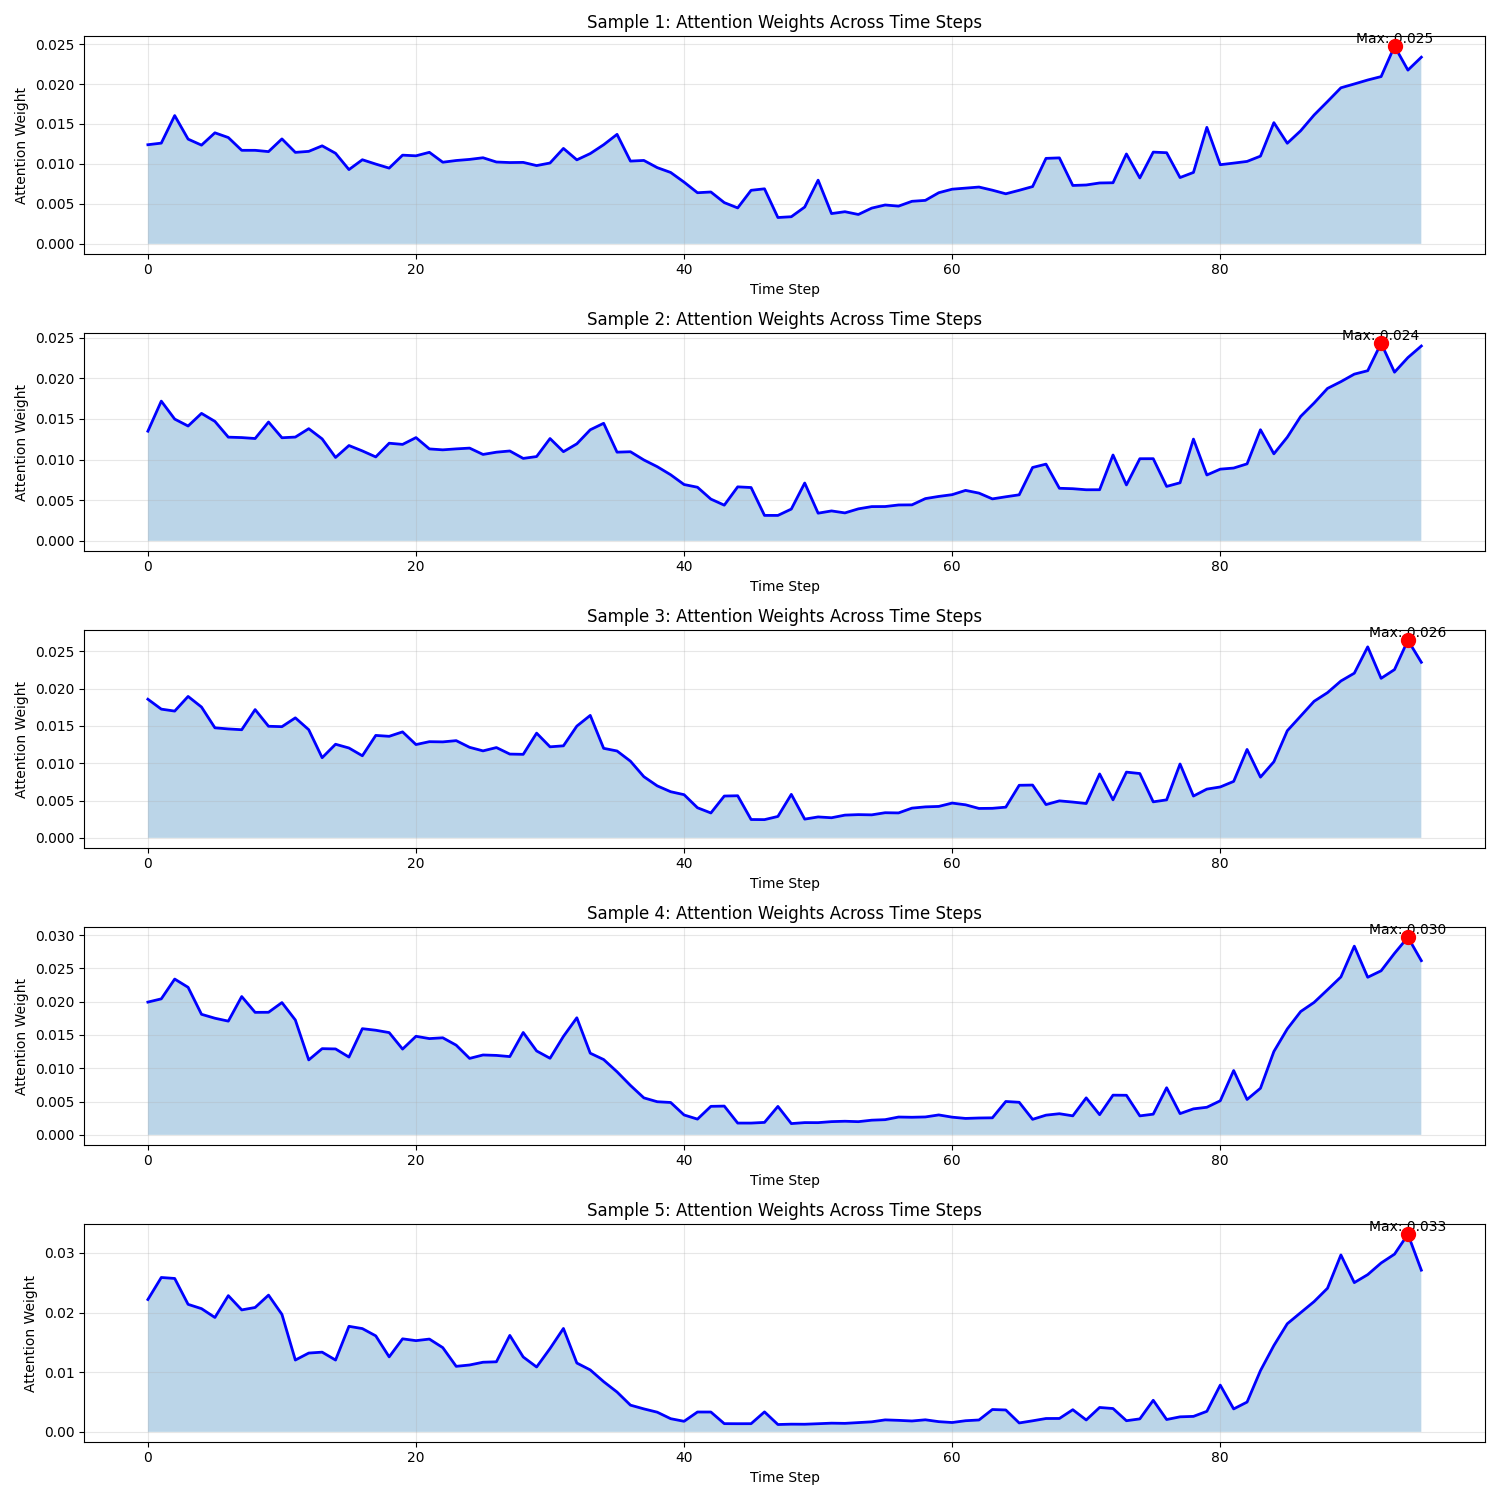 Sample 1: Attention Weights Across Time Steps
Max: 0.025
0.025
0.020
0.015
0.010
0.005
0.000
Attention Weight
0 20 40 60 80
Time Step
Sample 2: Attention Weights Across Time Steps
Max: 0.024
0.025
0.020
0.015
0.010
0.005
0.000
Attention Weight
0 20 40 60 80
Time Step
Sample 3: Attention Weights Across Time Steps
Max: 0.026
0.025
0.020
0.015
0.010
0.005
0.000
Attention Weight
0 20 40 60 80
Time Step
Sample 4: Attention Weights Across Time Steps
Max: 0.030
0.030
0.025
0.020
0.015
0.010
0.005
0.000
Attention Weight
0 20 40 60 80
Time Step
Sample 5: Attention Weights Across Time Steps
Max: 0.033
0.03
0.02
0.01
0.00
Attention Weight
0 20 40 60 80
Time Step